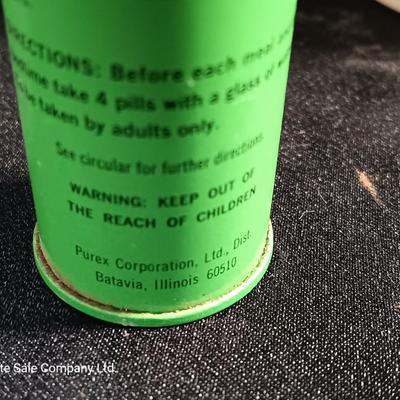 DIRECTIONS: Before each meal and
bedtime take 4 pills with a glass of
be taken by adults only.
See circular for further directions.
WARNING: KEEP OUT OF
THE REACH OF CHILDREN
Purex Corporation, Ltd., Dist.
Batavia, Illinois 60510
te Sale Company Ltd.